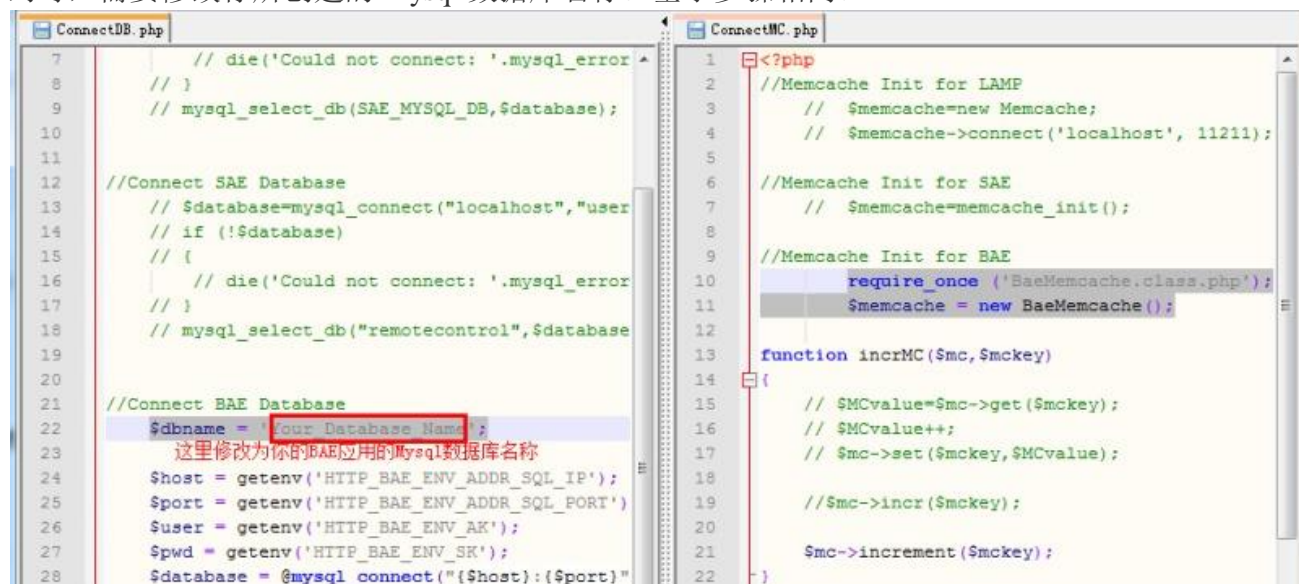 ConnectDB.php
7 // die('Could not connect: '.mysql_error
8 // }
9 // mysql_select_db(SAE_MYSQL_DB,$database);
10
11
12 //Connect SAE Database
13 // $database=mysql_connect("localhost","user
14 // if (!$database)
15 // {
16 // die('Could not connect: '.mysql_error
17 // }
18 // mysql_select_db("remotecontrol",$database
19
20
21 //Connect BAE Database
22 $dbname = 'Your_Database_Name';
23 这里修改为你的BAE应用的Mysql数据库名称
24 $host = getenv('HTTP_BAE_ENV_ADDR_SQL_IP');
25 $port = getenv('HTTP_BAE_ENV_ADDR_SQL_PORT')
26 $user = getenv('HTTP_BAE_ENV_AK');
27 $pwd = getenv('HTTP_BAE_ENV_SK');
28 $database = @mysql_connect("{$host}:{$port}"
ConnectMC.php
1 <?php
2 //Memcache Init for LAMP
3 // $memcache=new Memcache;
4 // $memcache->connect('localhost', 11211);
5
6 //Memcache Init for SAE
7 // $memcache=memcache_init();
8
9 //Memcache Init for BAE
10 require_once ('BaeMemcache.class.php');
11 $memcache = new BaeMemcache();
12
13 function incrMC($mc,$mckey)
14 {
15 // $MCvalue=$mc->get($mckey);
16 // $MCvalue++;
17 // $mc->set($mckey,$MCvalue);
18
19 //$mc->incr($mckey);
20
21 $mc->increment($mckey);
22 }